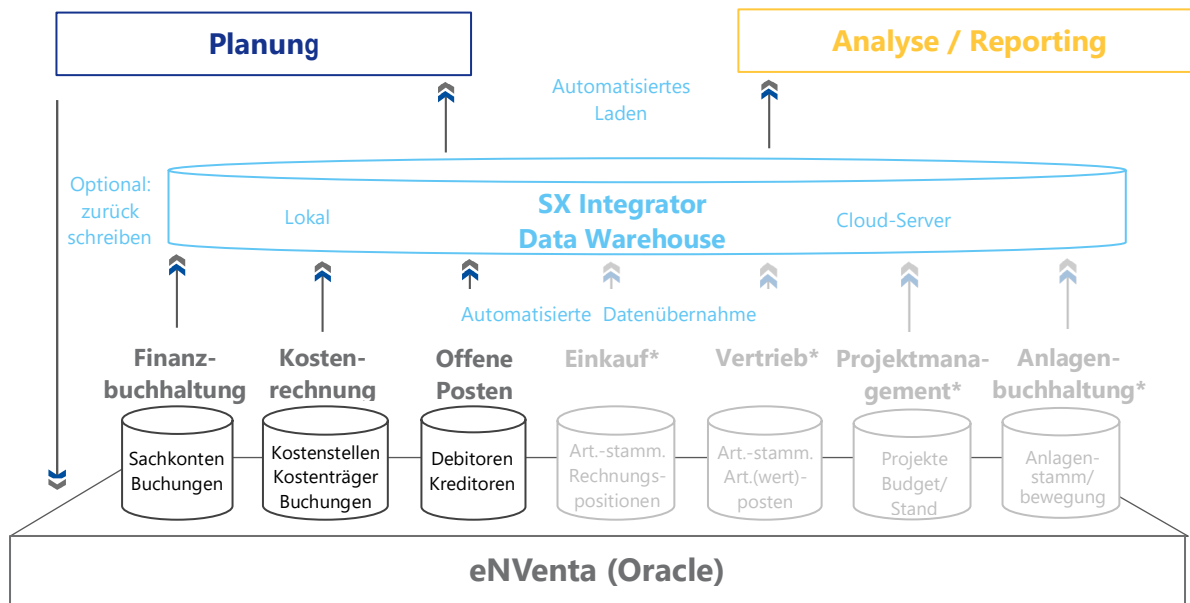 Planung
Analyse / Reporting
Automatisiertes
Laden
Optional:
zurück
schreiben
Lokal
SX Integrator
Data Warehouse
Cloud-Server
Automatisierte Datenübernahme
Finanz-
buchhaltung
Kosten-
rechnung
Offene
Posten
Einkauf*
Vertrieb*
Projektmana-
gement*
Anlagen-
buchhaltung*
Sachkonten
Buchungen
Kostenstellen
Kostenträger
Buchungen
Debitoren
Kreditoren
Art.-stamm.
Rechnungs-
positionen
Art.-stamm.
Art.(wert)-
posten
Projekte
Budget/
Stand
Anlagen-
stamm/
bewegung
eNVenta (Oracle)